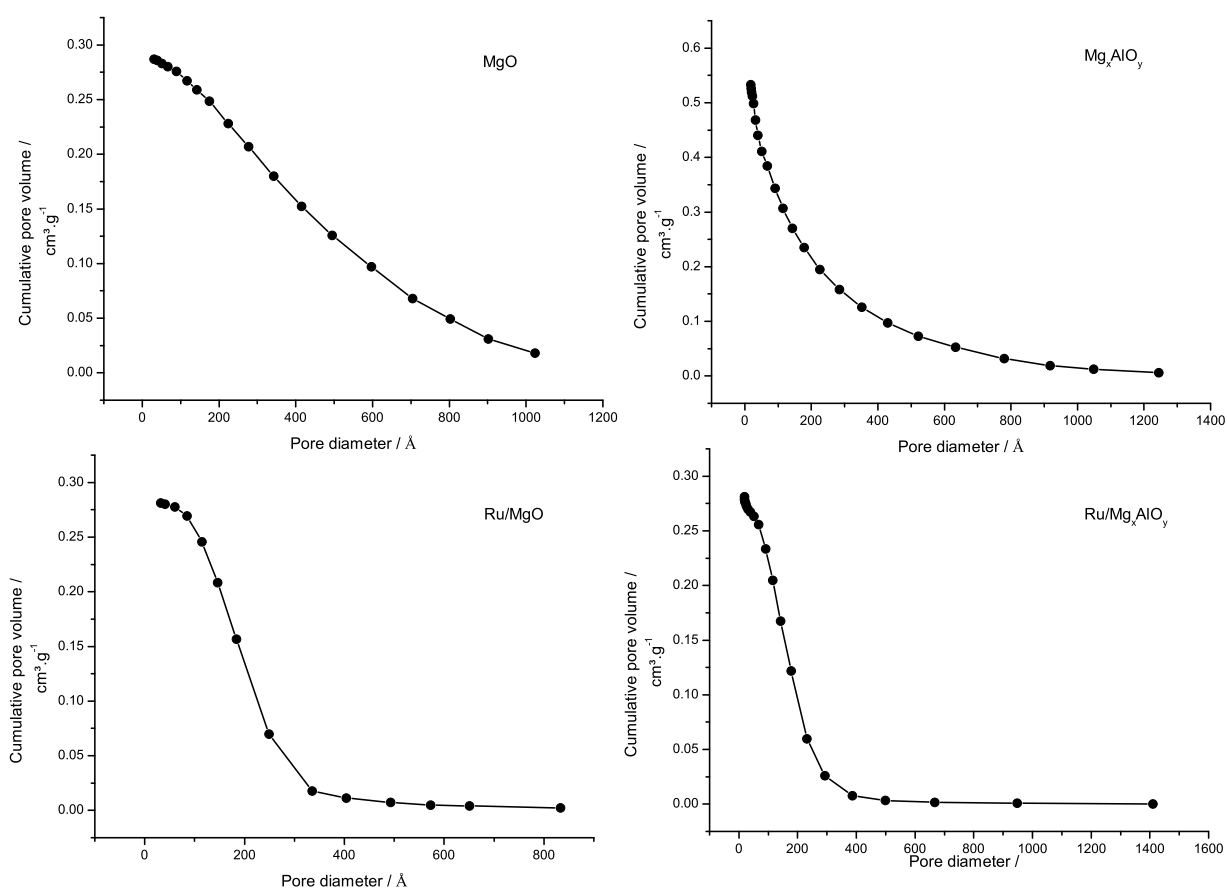 MgO
0.30
0.25
0.20
0.15
0.10
0.05
0.00
Cumulative pore volume /
cm³.g⁻¹
0 200 400 600 800 1000 1200
Pore diameter / Å
MgₓAlOᵧ
0.6
0.5
0.4
0.3
0.2
0.1
0.0
Cumulative pore volume /
cm³.g⁻¹
0 200 400 600 800 1000 1200 1400
Pore diameter / Å
Ru/MgO
0.30
0.25
0.20
0.15
0.10
0.05
0.00
Cumulative pore volume /
cm³.g⁻¹
0 200 400 600 800
Pore diameter / Å
Ru/MgₓAlOᵧ
0.30
0.25
0.20
0.15
0.10
0.05
0.00
Cumulative pore volume /
cm³.g⁻¹
0 200 400 600 800 1000 1200 1400 1600
Pore diameter /